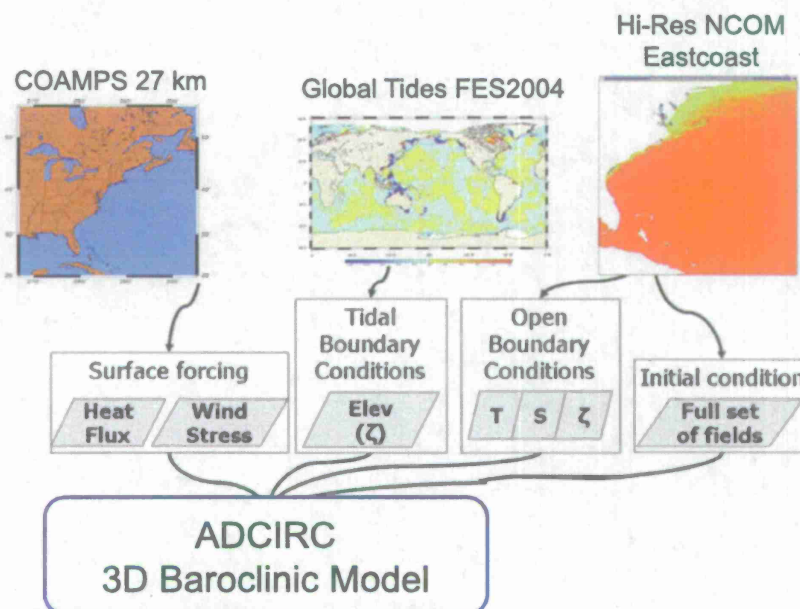 COAMPS 27 km
Global Tides FES2004
Hi-Res NCOM
Eastcoast
Surface forcing
Heat
Flux
Wind
Stress
Tidal
Boundary
Conditions
Elev
(ζ)
Open
Boundary
Conditions
T
S
ζ
Initial condition
Full set
of fields
ADCIRC
3D Baroclinic Model